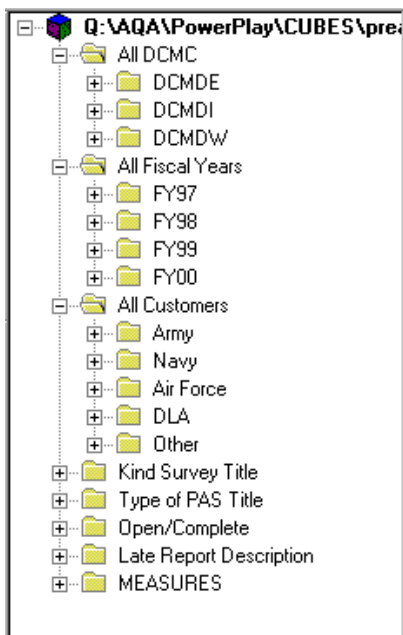 Q:\AQA\PowerPlay\CUBES\prea
All DCMC
DCMDE
DCMDI
DCMDW
All Fiscal Years
FY97
FY98
FY99
FY00
All Customers
Army
Navy
Air Force
DLA
Other
Kind Survey Title
Type of PAS Title
Open/Complete
Late Report Description
MEASURES